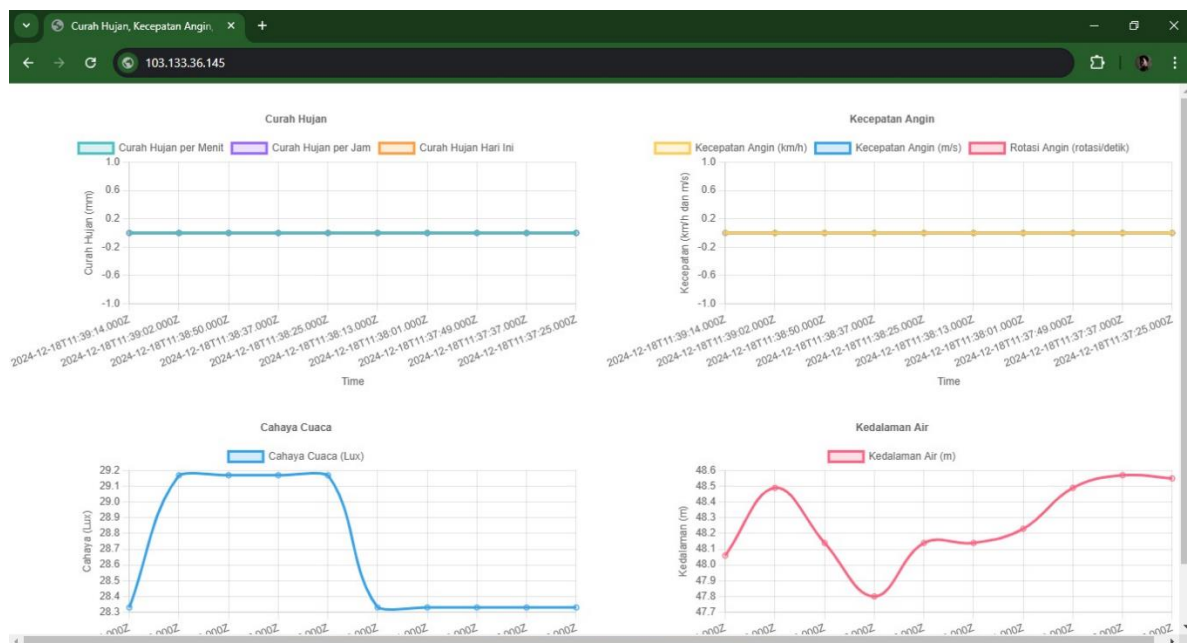 Curah Hujan, Kecepatan Angin,
103.133.36.145
Curah Hujan
Curah Hujan per Menit Curah Hujan per Jam Curah Hujan Hari Ini
Curah Hujan (mm)
1.0
0.6
0.2
-0.2
-0.6
-1.0
2024-12-18T11:39:14.000Z
2024-12-18T11:39:02.000Z
2024-12-18T11:38:50.000Z
2024-12-18T11:38:37.000Z
2024-12-18T11:38:25.000Z
2024-12-18T11:38:13.000Z
2024-12-18T11:38:01.000Z
2024-12-18T11:37:49.000Z
2024-12-18T11:37:37.000Z
2024-12-18T11:37:25.000Z
Time
Kecepatan Angin
Kecepatan Angin (km/h) Kecepatan Angin (m/s) Rotasi Angin (rotasi/detik)
Kecepatan (km/h dan m/s)
1.0
0.6
0.2
-0.2
-0.6
-1.0
2024-12-18T11:39:14.000Z
2024-12-18T11:39:02.000Z
2024-12-18T11:38:50.000Z
2024-12-18T11:38:37.000Z
2024-12-18T11:38:25.000Z
2024-12-18T11:38:13.000Z
2024-12-18T11:38:01.000Z
2024-12-18T11:37:49.000Z
2024-12-18T11:37:37.000Z
2024-12-18T11:37:25.000Z
Time
Cahaya Cuaca
Cahaya Cuaca (Lux)
Cahaya (Lux)
29.2
29.1
29.0
28.9
28.8
28.7
28.6
28.5
28.4
28.3
Kedalaman Air
Kedalaman Air (m)
Kedalaman (m)
48.6
48.5
48.4
48.3
48.2
48.1
48.0
47.9
47.8
47.7